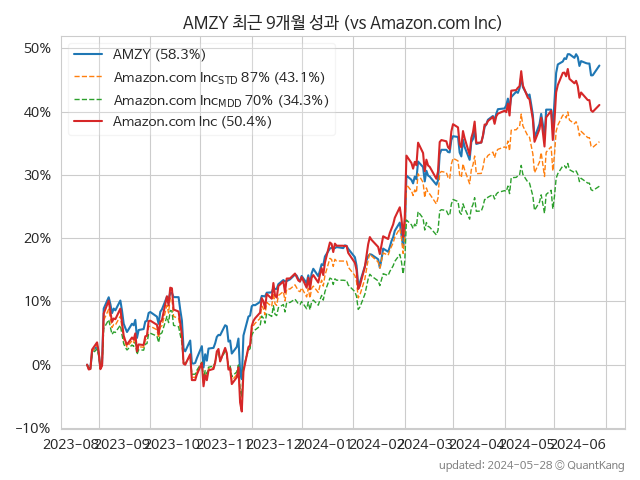 AMZY 최근 9개월 성과 (vs Amazon.com Inc)
50%
40%
30%
20%
10%
0%
−10%
AMZY (58.3%)
Amazon.com IncSTD 87% (43.1%)
Amazon.com IncMDD 70% (34.3%)
Amazon.com Inc (50.4%)
2023-08 2023-09 2023-10 2023-11 2023-12 2024-01 2024-02 2024-03 2024-04 2024-05 2024-06
updated: 2024-05-28 © QuantKang